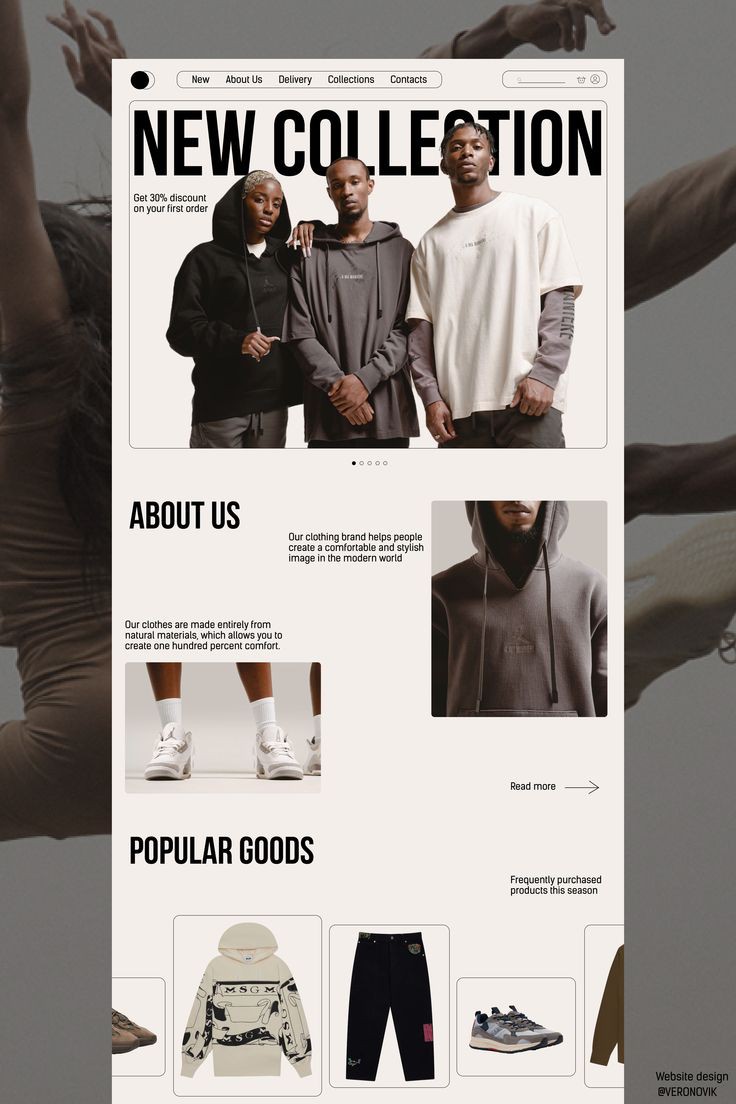 New About Us Delivery Collections Contacts
NEW COLLECTION
Get 30% discount
on your first order
A MA MANIÉRE
ABOUT US
Our clothing brand helps people
create a comfortable and stylish
image in the modern world
Our clothes are made entirely from
natural materials, which allows you to
create one hundred percent comfort.
Read more
POPULAR GOODS
Frequently purchased
products this season
MSGM
MSGM
Website design
@VERONOVIK